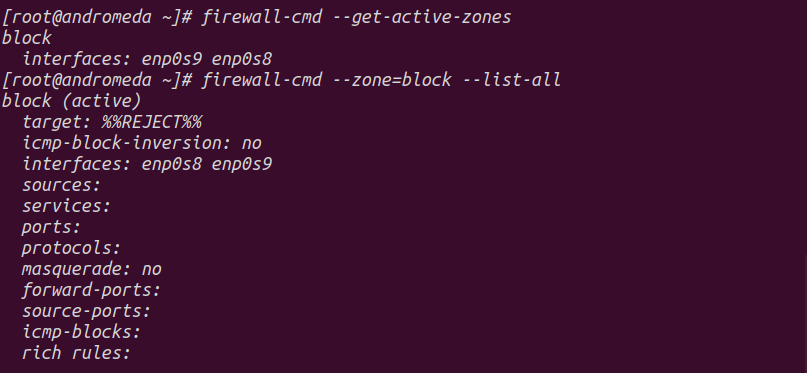 [root@andromeda ~]# firewall-cmd --get-active-zones
block
  interfaces: enp0s9 enp0s8
[root@andromeda ~]# firewall-cmd --zone=block --list-all
block (active)
  target: %%REJECT%%
  icmp-block-inversion: no
  interfaces: enp0s8 enp0s9
  sources:
  services:
  ports:
  protocols:
  masquerade: no
  forward-ports:
  source-ports:
  icmp-blocks:
  rich rules: